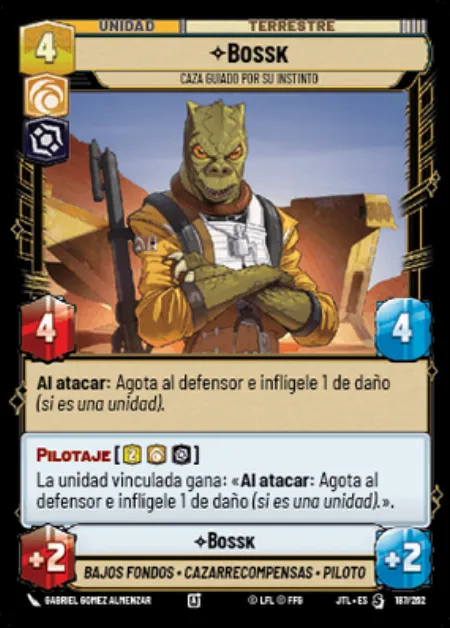 UNIDAD
TERRESTRE
4
BOSSK
CAZA GUIADO POR SU INSTINTO
4
4
Al atacar: Agota al defensor e inflígele 1 de daño
(si es una unidad).
PILOTAJE [2]
La unidad vinculada gana: «Al atacar: Agota al
defensor e inflígele 1 de daño (si es una unidad).».
BOSSK
+2
+2
BAJOS FONDOS • CAZARRECOMPENSAS • PILOTO
GABRIEL GOMEZ ALMENZAR
© LFL © FFG
JTL • ES
187/262